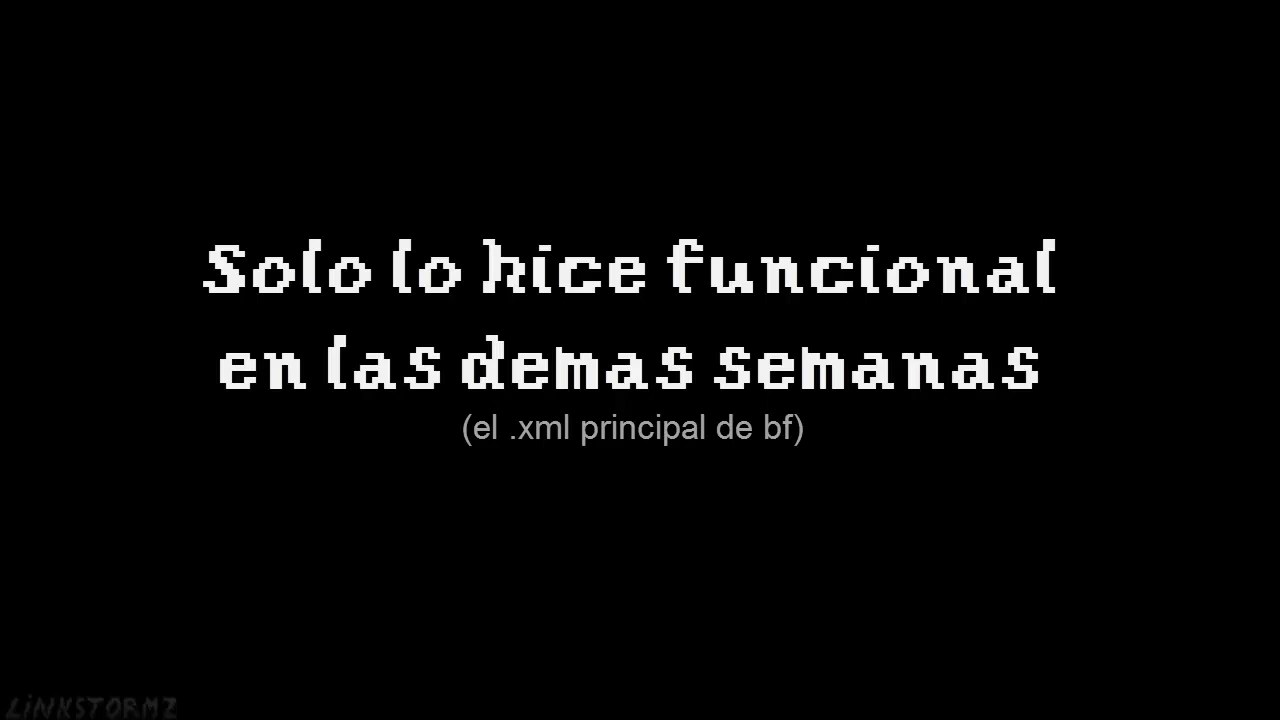 Solo lo hice funcional
en las demas semanas
(el .xml principal de bf)
LiNKSTORMZ